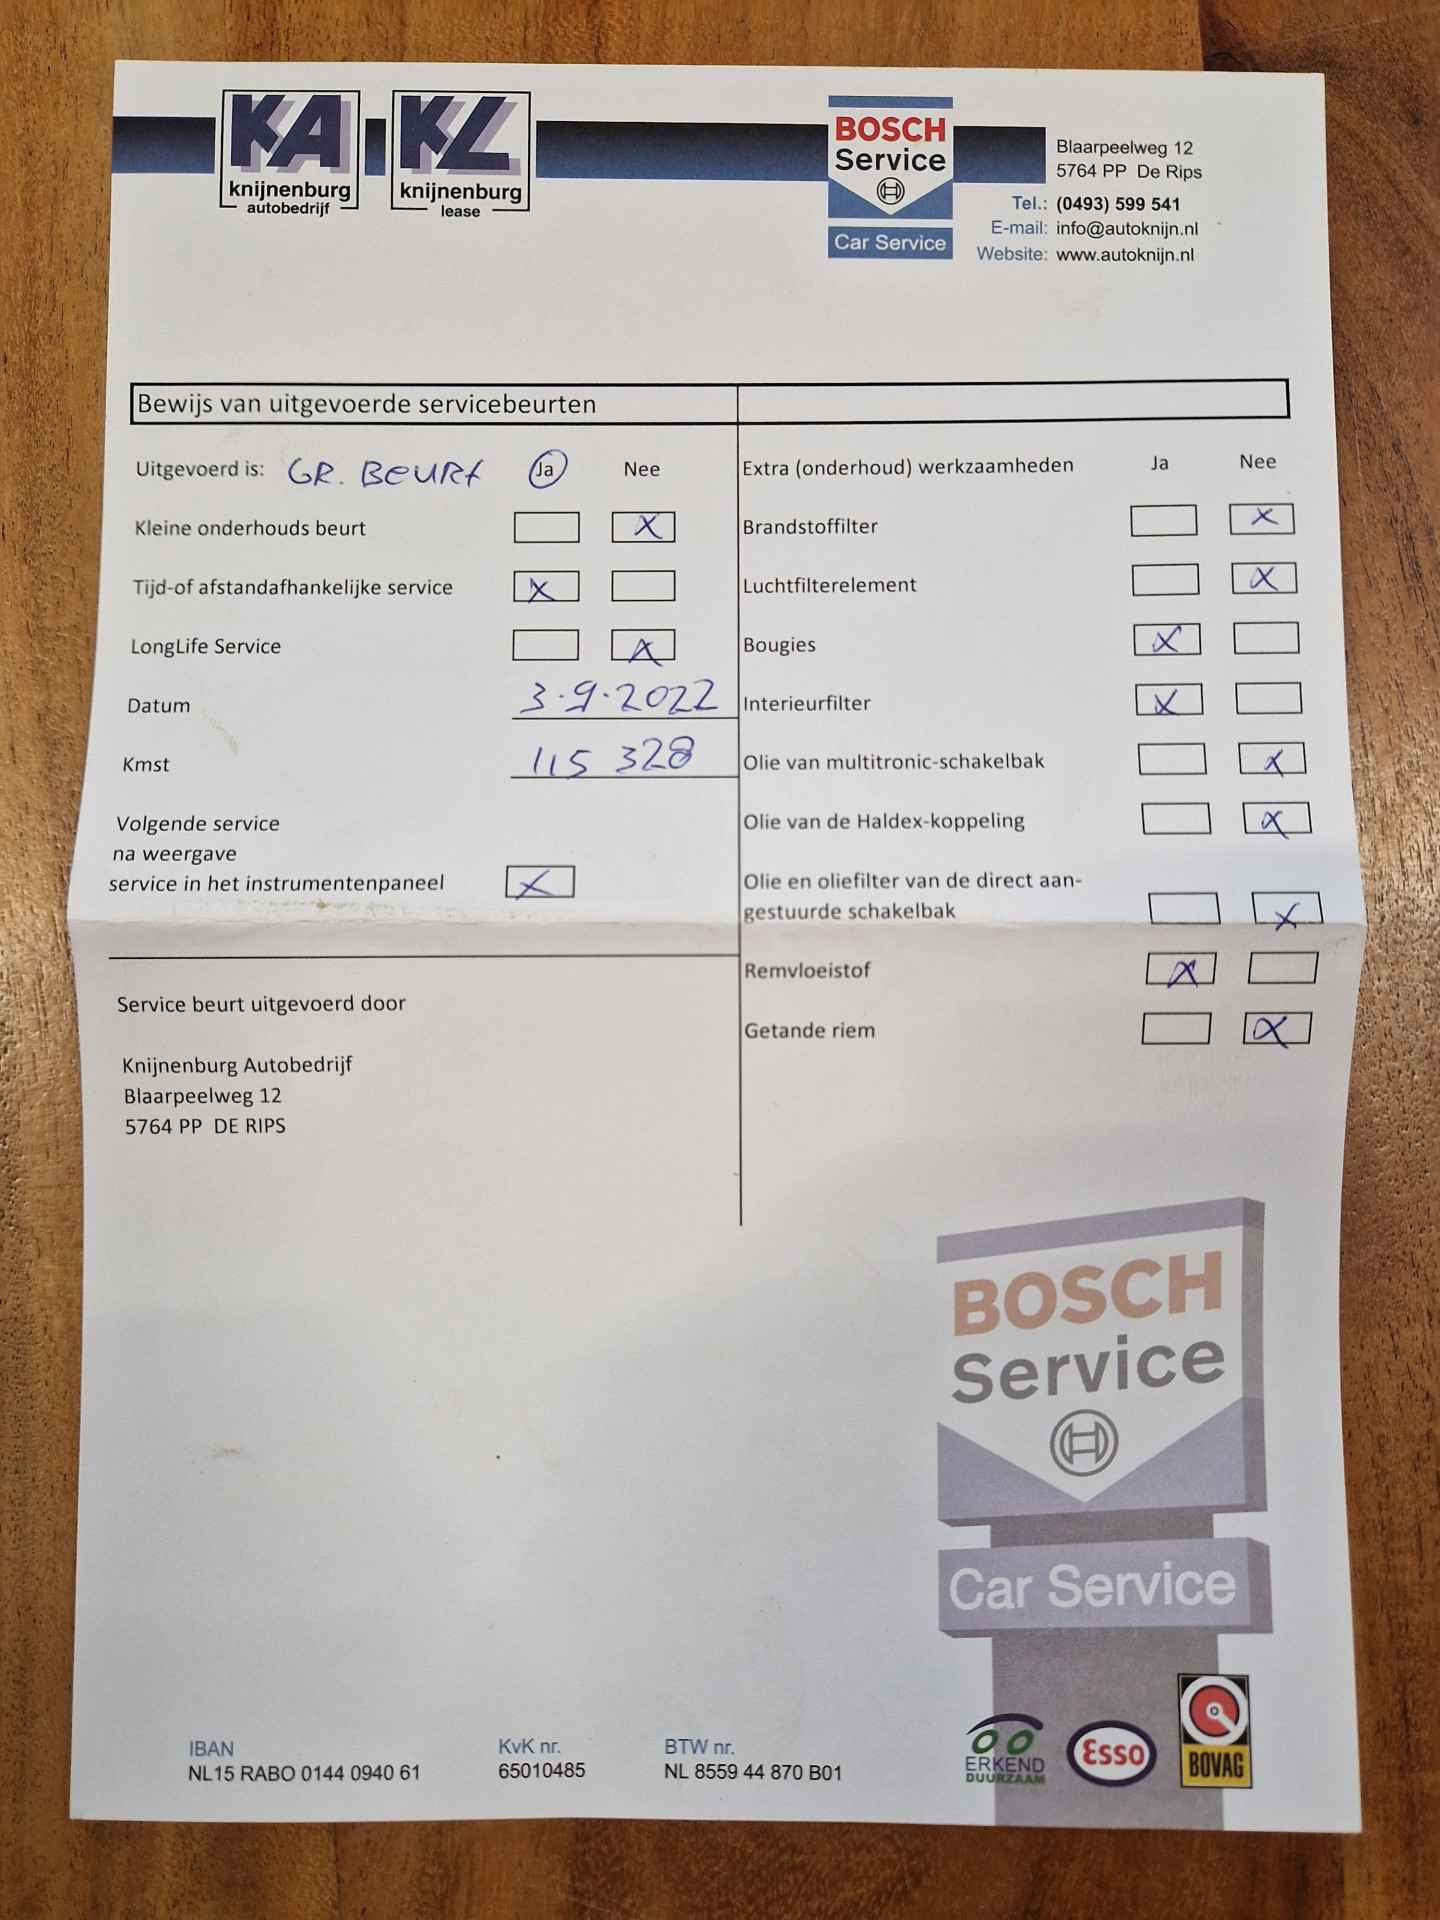 KA
knijnenburg
autobedrijf
KL
knijnenburg
lease
BOSCH
Service
Car Service
Blaarpeelweg 12
5764 PP De Rips
Tel.: (0493) 599 541
E-mail: info@autoknijn.nl
Website: www.autoknijn.nl
Bewijs van uitgevoerde servicebeurten
Uitgevoerd is: GR. BEURT Ja Nee
Kleine onderhouds beurt X
Tijd-of afstandafhankelijke service X
LongLife Service X
Datum 3.9.2022
Kmst 115 328
Volgende service
na weergave
service in het instrumentenpaneel X
Service beurt uitgevoerd door
Knijnenburg Autobedrijf
Blaarpeelweg 12
5764 PP DE RIPS
Extra (onderhoud) werkzaamheden Ja Nee
Brandstoffilter X
Luchtfilterelement X
Bougies X
Interieurfilter X
Olie van multitronic-schakelbak X
Olie van de Haldex-koppeling X
Olie en oliefilter van de direct aan-
gestuurde schakelbak X
Remvloeistof X
Getande riem X
BOSCH
Service
Car Service
IBAN
NL15 RABO 0144 0940 61
KvK nr.
65010485
BTW nr.
NL 8559 44 870 B01
ERKEND
DUURZAAM
Esso
BOVAG